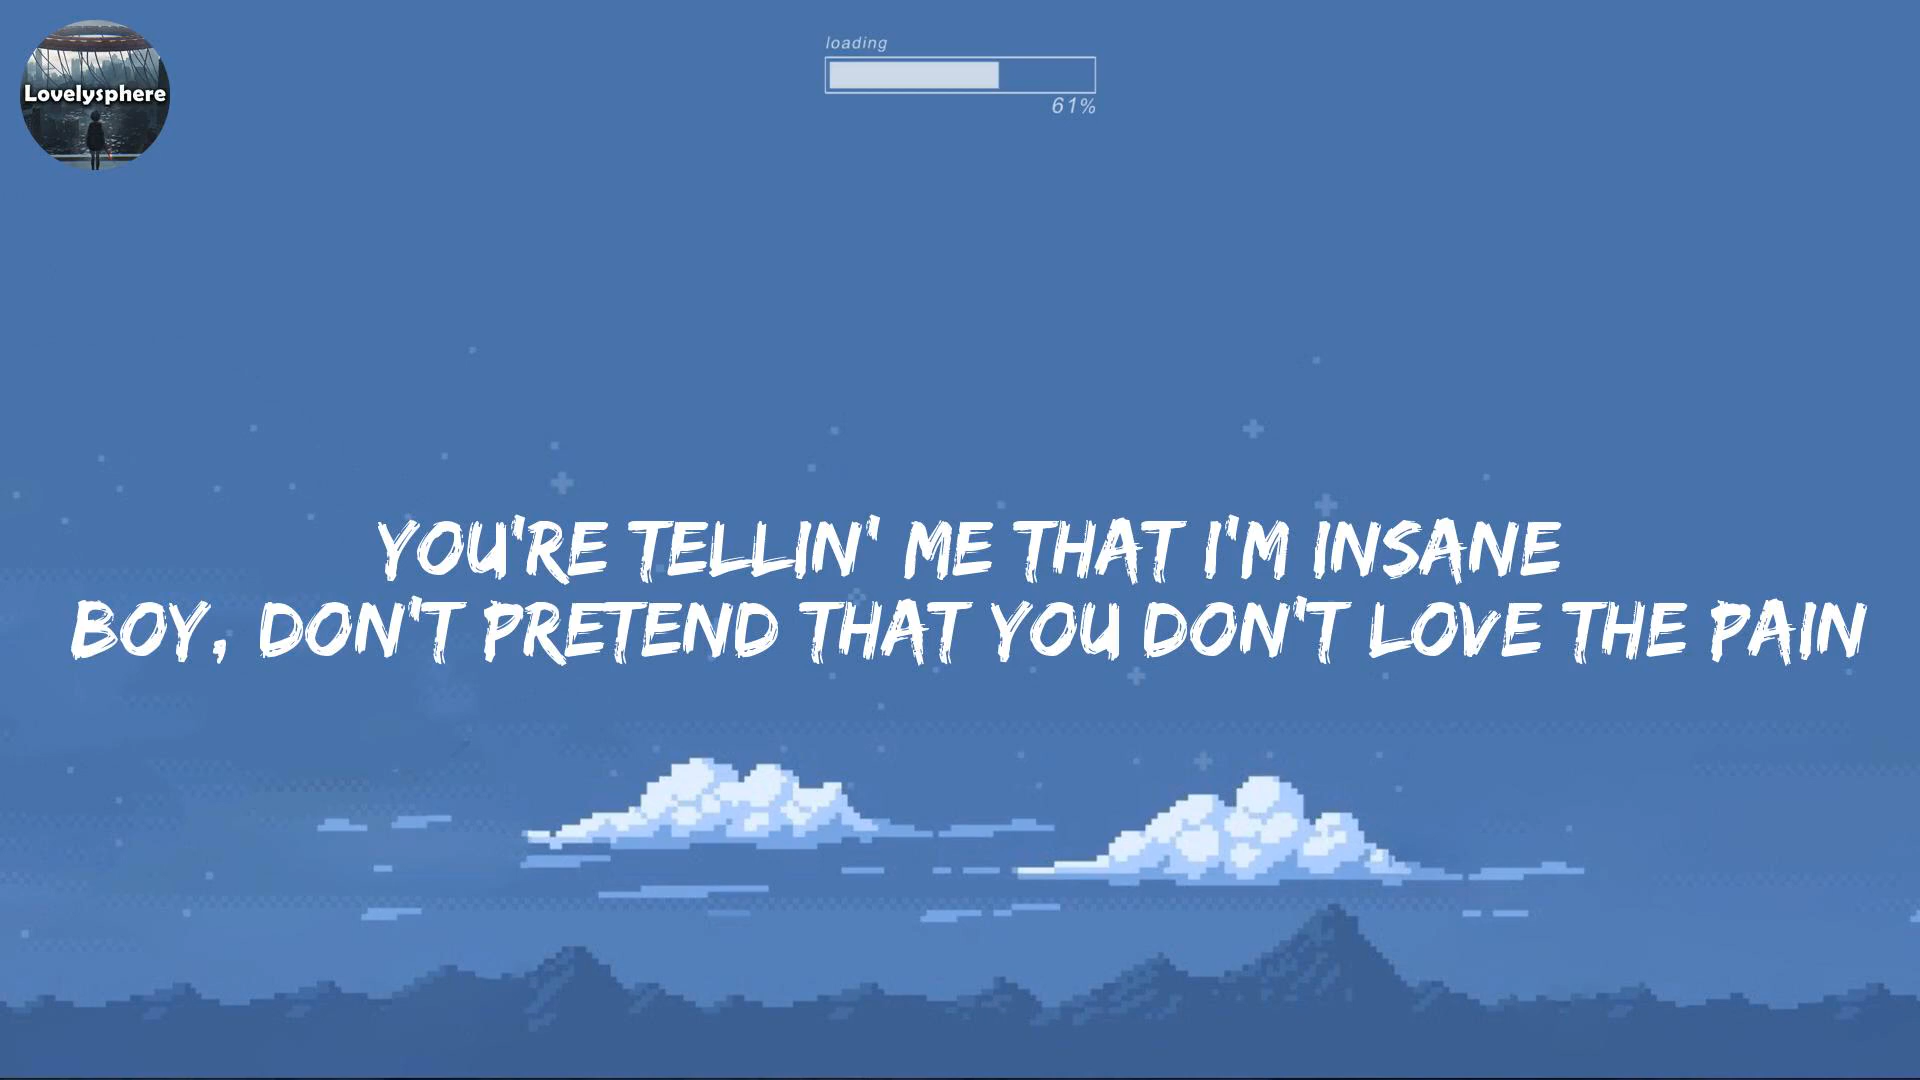 Lovelysphere
loading
61%
YOU'RE TELLIN' ME THAT I'M INSANE
BOY, DON'T PRETEND THAT YOU DON'T LOVE THE PAIN